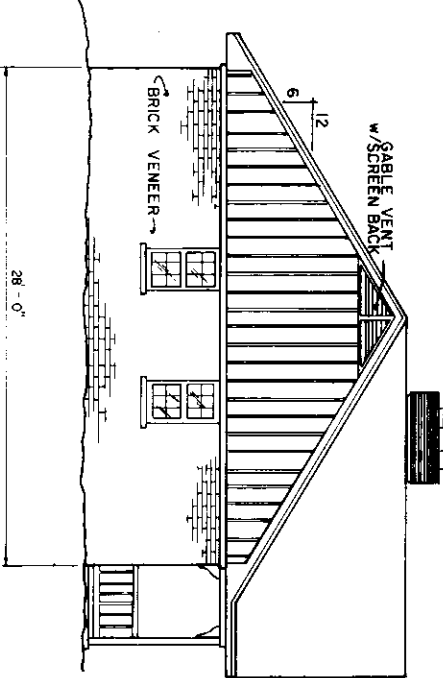 GABLE VENT
w/SCREEN BACK
12
6
BRICK VENEER
28' - 0"